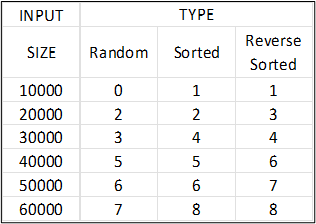 INPUT TYPE
SIZE Random Sorted Reverse
Sorted
10000 0 1 1
20000 2 2 3
30000 3 4 4
40000 5 5 6
50000 6 6 7
60000 7 8 8